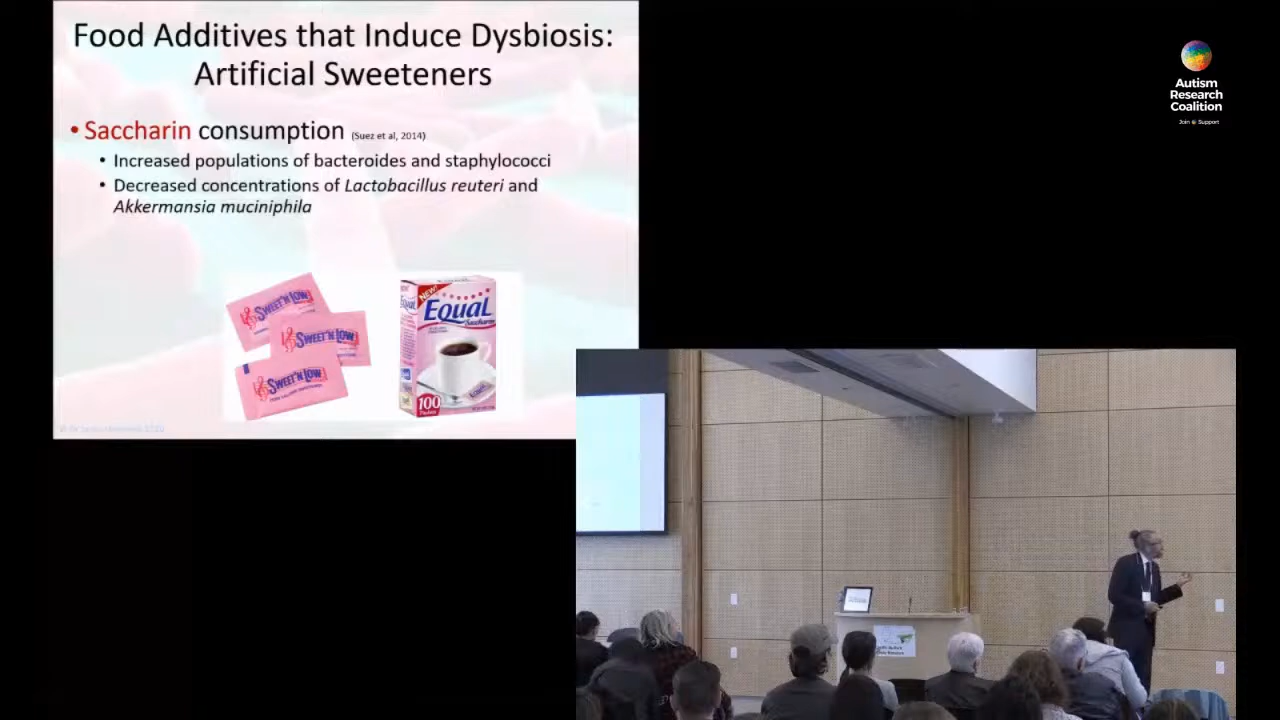 Food Additives that Induce Dysbiosis:
Artificial Sweeteners
• Saccharin consumption (Suez et al, 2014)
• Increased populations of bacteroides and staphylococci
• Decreased concentrations of Lactobacillus reuteri and
Akkermansia muciniphila
SWEET'N LOW
SWEET'N LOW
SWEET'N LOW
NEW!
EQUAL
Saccharin
100
Packets
Autism
Research
Coalition
Join Support